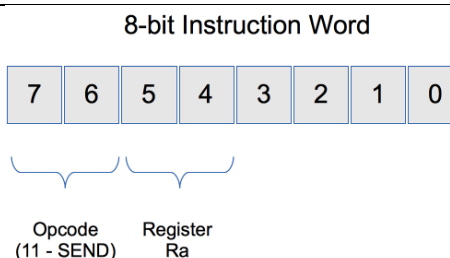 8-bit Instruction Word
7 6 5 4 3 2 1 0
Opcode Register
(11 - SEND) Ra